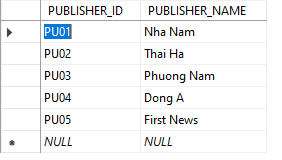 PUBLISHER_ID PUBLISHER_NAME
PU01 Nha Nam
PU02 Thai Ha
PU03 Phuong Nam
PU04 Dong A
PU05 First News
NULL NULL